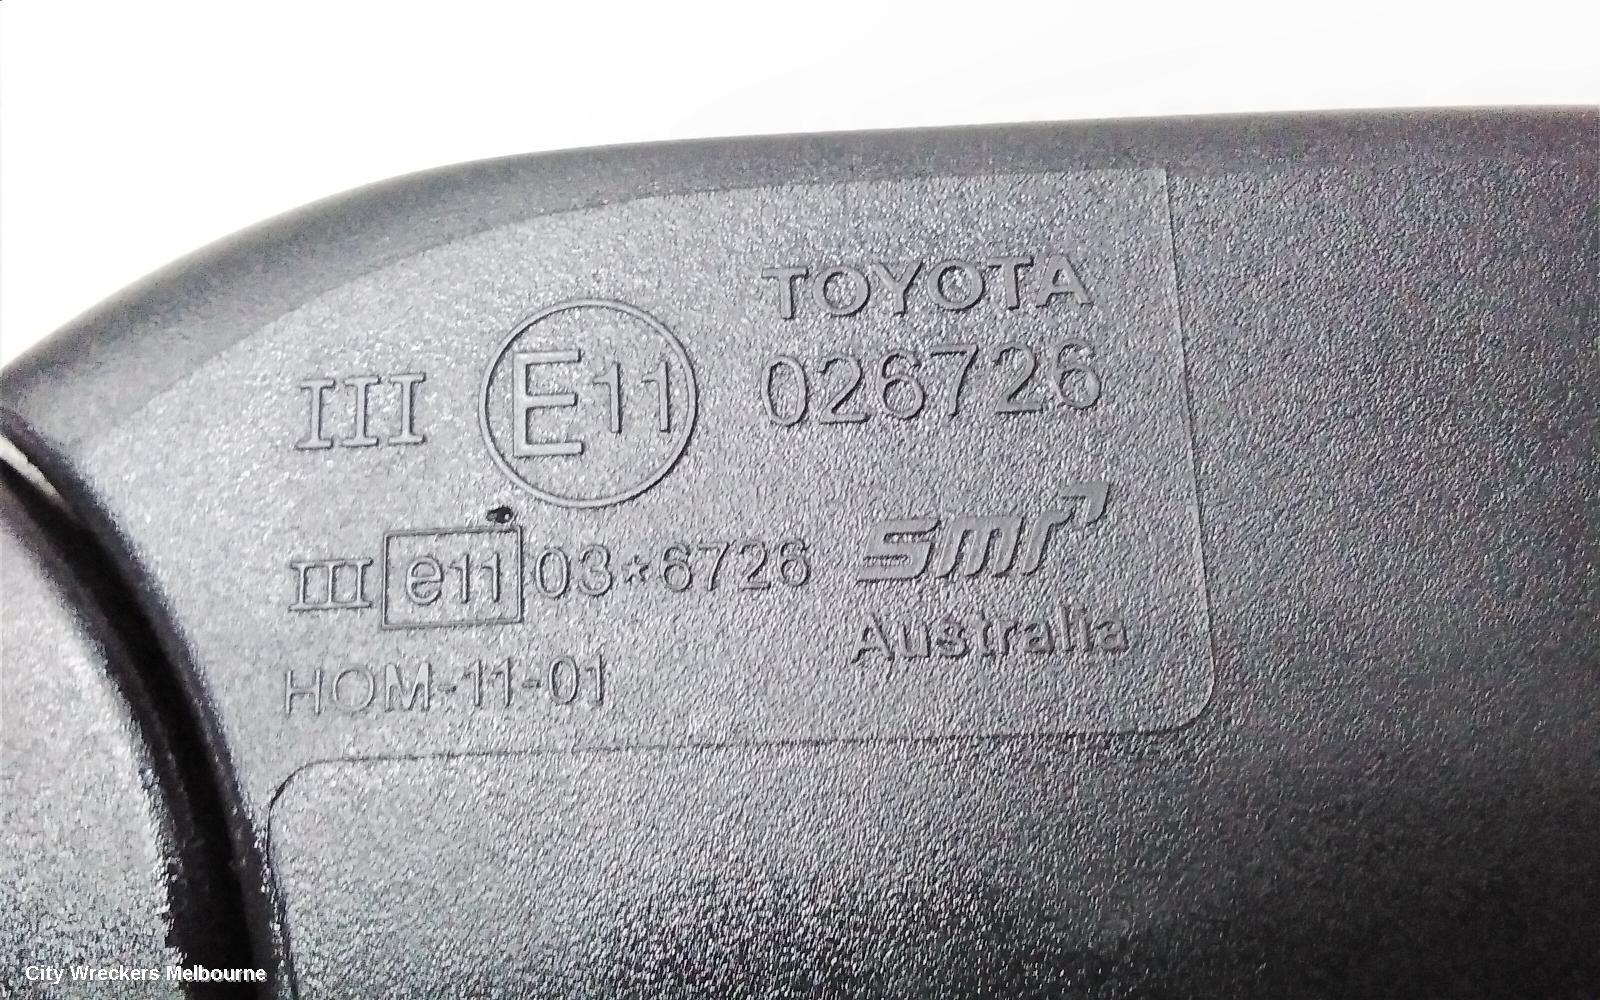 TOYOTA
III E11 026726
III e11 03*6726 smr
Australia
HOM-11-01
City Wreckers Melbourne